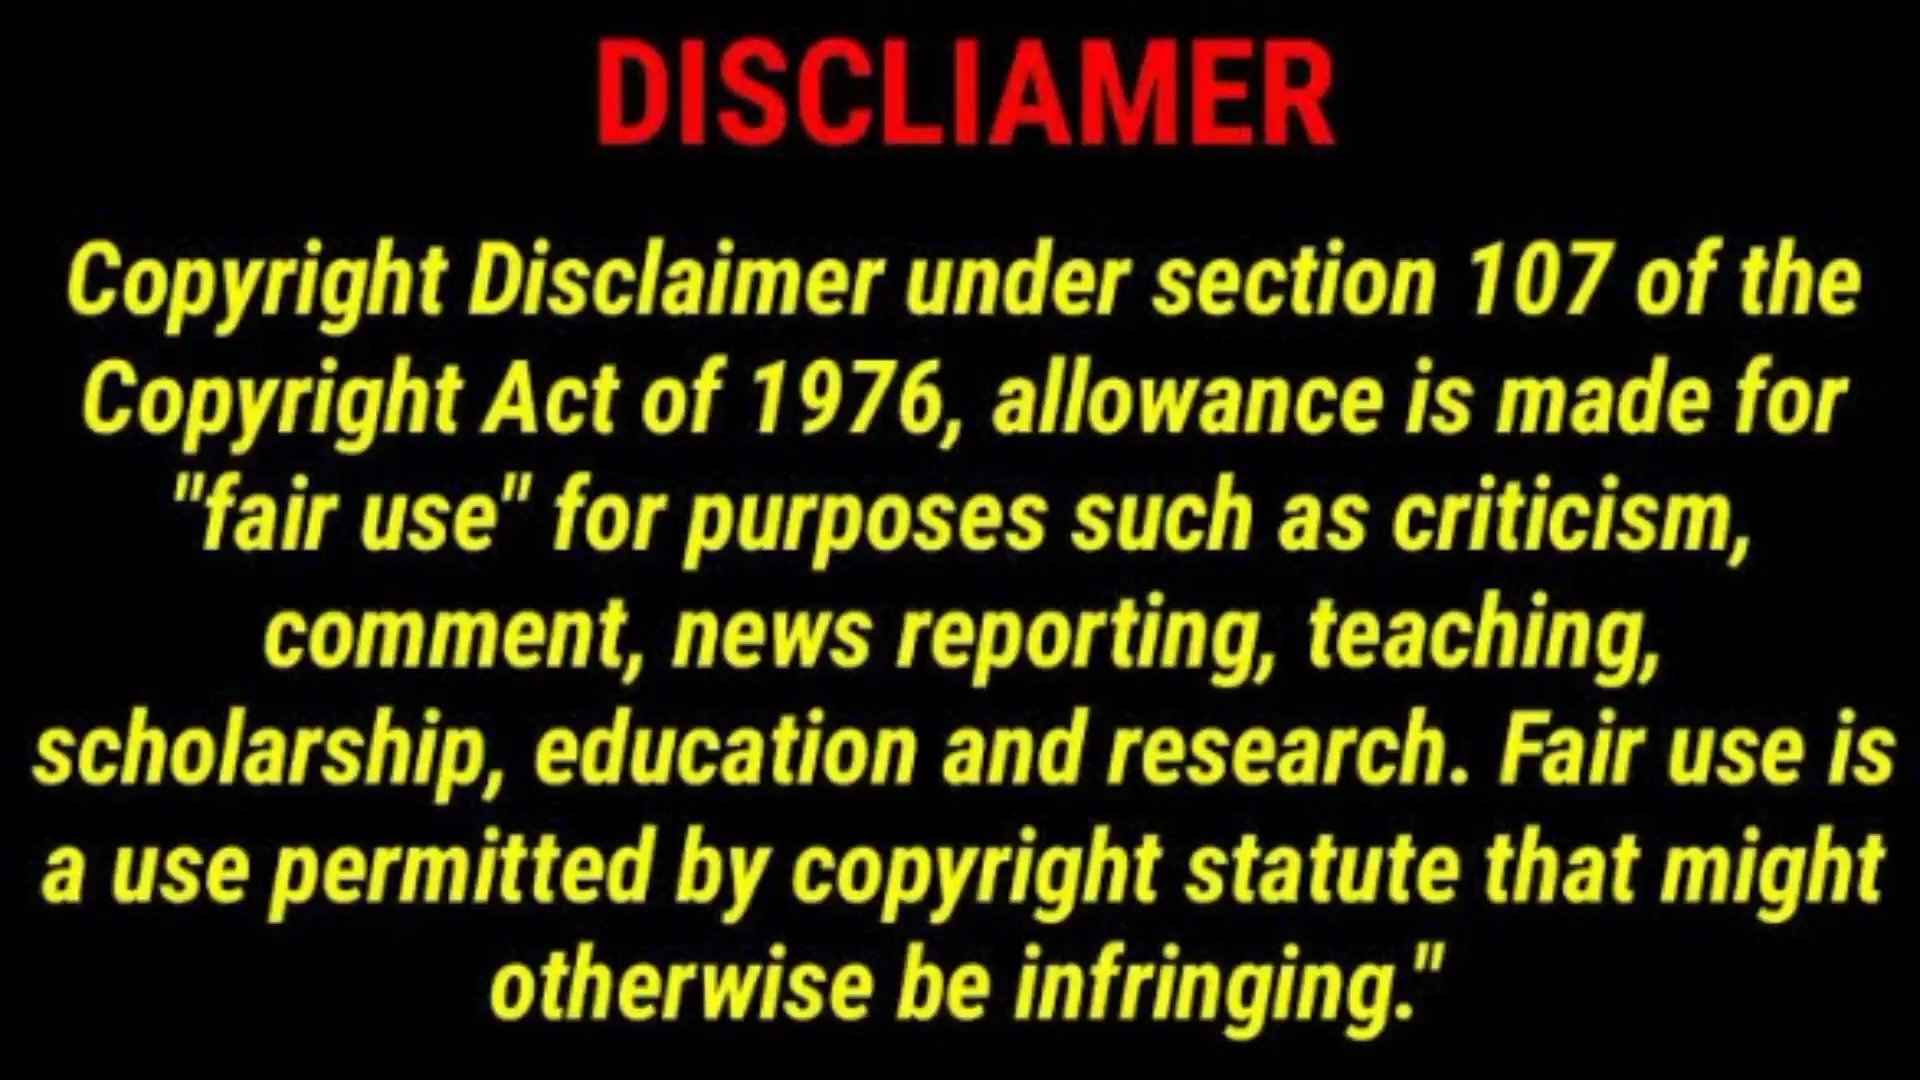 DISCLIAMER
Copyright Disclaimer under section 107 of the
Copyright Act of 1976, allowance is made for
"fair use" for purposes such as criticism,
comment, news reporting, teaching,
scholarship, education and research. Fair use is
a use permitted by copyright statute that might
otherwise be infringing."